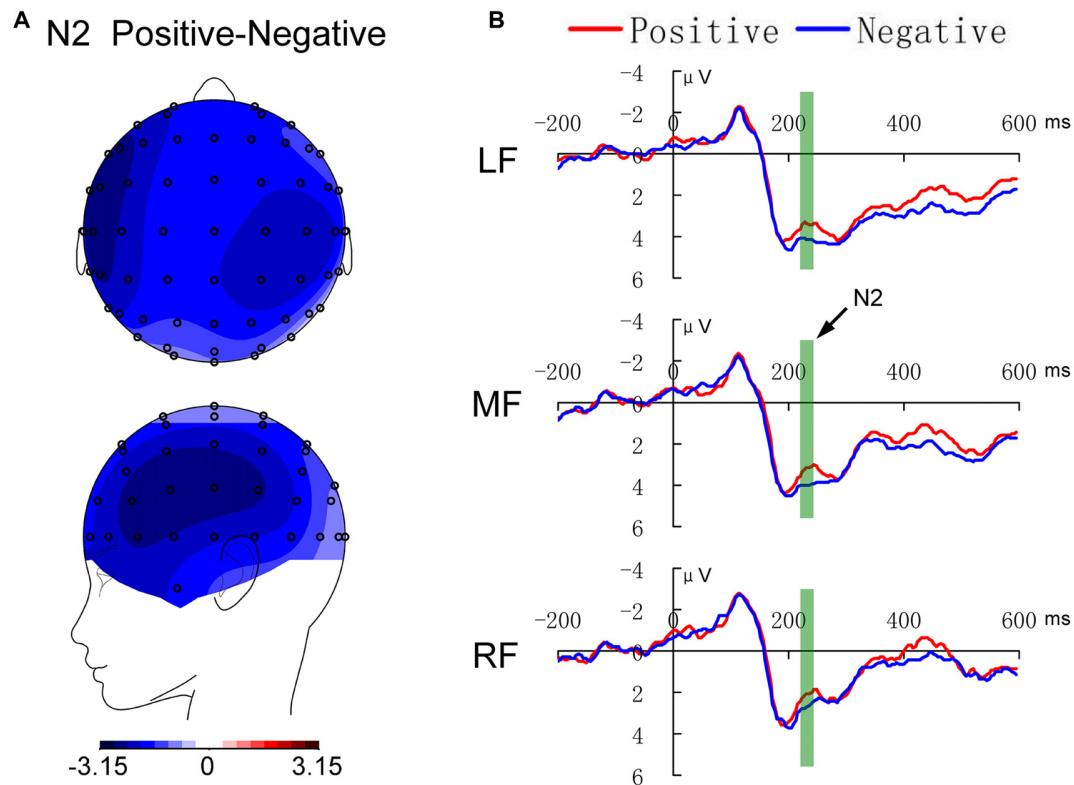 A
N2 Positive-Negative
-3.15 0 3.15
B
Positive Negative
LF
-4 μV
-2
-200 0 200 400 600 ms
0
2
4
6
N2
MF
-4 μV
-2
-200 0 200 400 600 ms
0
2
4
6
RF
-4 μV
-2
-200 0 200 400 600 ms
0
2
4
6